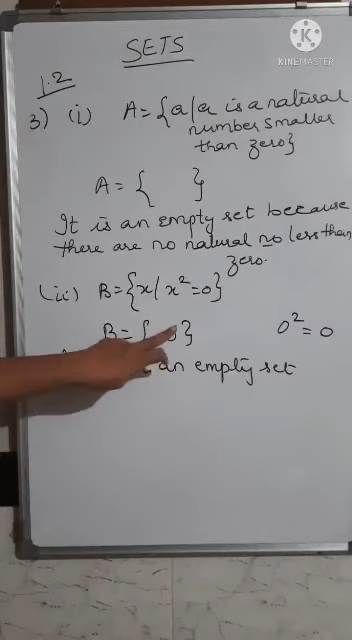 KINEMASTER
SETS
1.2
3) (i) A = {a/a is a natural
number smaller
than zero}
A = { }
It is an empty set because
there are no natural no less than
zero.
(ii) B = {x/x² = 0}
B = { } 0² = 0
an empty set